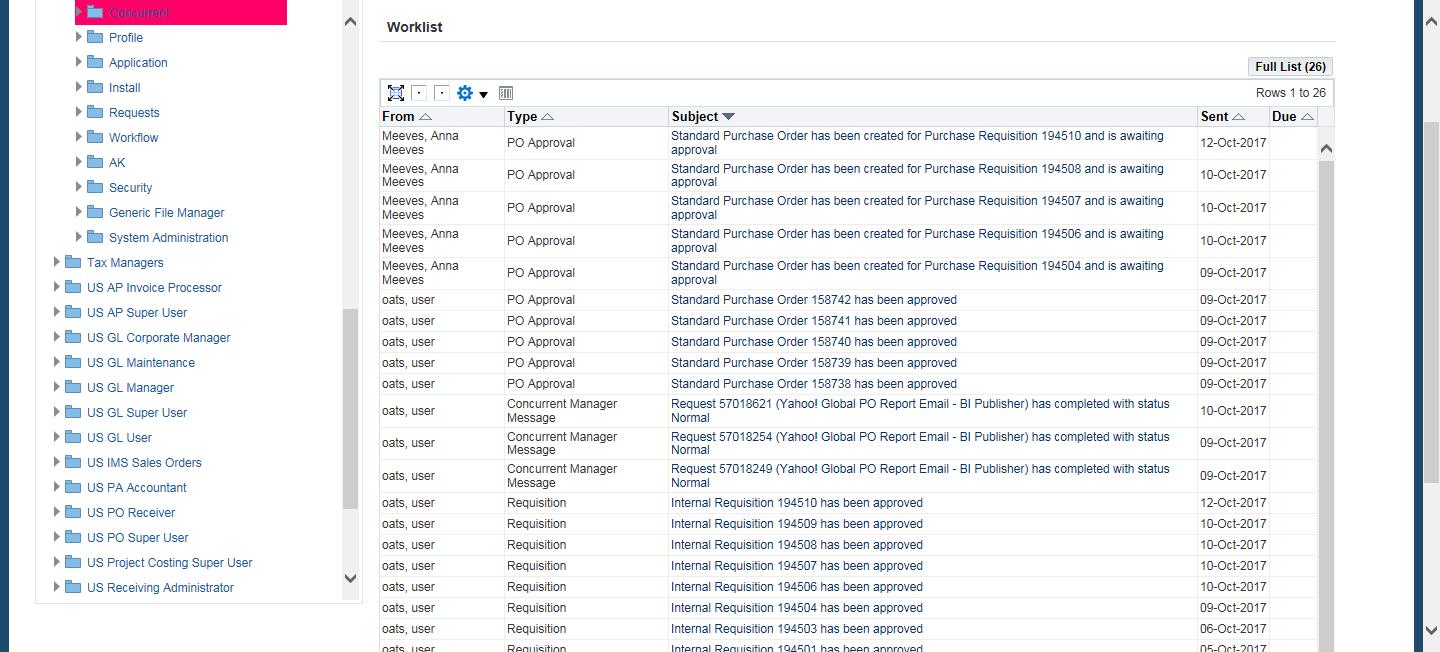 Concurrent
Profile
Application
Install
Requests
Workflow
AK
Security
Generic File Manager
System Administration
Tax Managers
US AP Invoice Processor
US AP Super User
US GL Corporate Manager
US GL Maintenance
US GL Manager
US GL Super User
US GL User
US IMS Sales Orders
US PA Accountant
US PO Receiver
US PO Super User
US Project Costing Super User
US Receiving Administrator
Worklist
Full List (26)
Rows 1 to 26
From Type Subject Sent Due
Meeves, Anna PO Approval Standard Purchase Order has been created for Purchase Requisition 194510 and is awaiting 12-Oct-2017
Meeves approval
Meeves, Anna PO Approval Standard Purchase Order has been created for Purchase Requisition 194508 and is awaiting 10-Oct-2017
Meeves approval
Meeves, Anna PO Approval Standard Purchase Order has been created for Purchase Requisition 194507 and is awaiting 10-Oct-2017
Meeves approval
Meeves, Anna PO Approval Standard Purchase Order has been created for Purchase Requisition 194506 and is awaiting 10-Oct-2017
Meeves approval
Meeves, Anna PO Approval Standard Purchase Order has been created for Purchase Requisition 194504 and is awaiting 09-Oct-2017
Meeves approval
oats, user PO Approval Standard Purchase Order 158742 has been approved 09-Oct-2017
oats, user PO Approval Standard Purchase Order 158741 has been approved 09-Oct-2017
oats, user PO Approval Standard Purchase Order 158740 has been approved 09-Oct-2017
oats, user PO Approval Standard Purchase Order 158739 has been approved 09-Oct-2017
oats, user PO Approval Standard Purchase Order 158738 has been approved 09-Oct-2017
oats, user Concurrent Manager Request 57018621 (Yahoo! Global PO Report Email - BI Publisher) has completed with status 10-Oct-2017
Message Normal
oats, user Concurrent Manager Request 57018254 (Yahoo! Global PO Report Email - BI Publisher) has completed with status 09-Oct-2017
Message Normal
oats, user Concurrent Manager Request 57018249 (Yahoo! Global PO Report Email - BI Publisher) has completed with status 09-Oct-2017
Message Normal
oats, user Requisition Internal Requisition 194510 has been approved 12-Oct-2017
oats, user Requisition Internal Requisition 194509 has been approved 10-Oct-2017
oats, user Requisition Internal Requisition 194508 has been approved 10-Oct-2017
oats, user Requisition Internal Requisition 194507 has been approved 10-Oct-2017
oats, user Requisition Internal Requisition 194506 has been approved 10-Oct-2017
oats, user Requisition Internal Requisition 194504 has been approved 09-Oct-2017
oats, user Requisition Internal Requisition 194503 has been approved 06-Oct-2017
oats, user Requisition Internal Requisition 194501 has been approved 05-Oct-2017